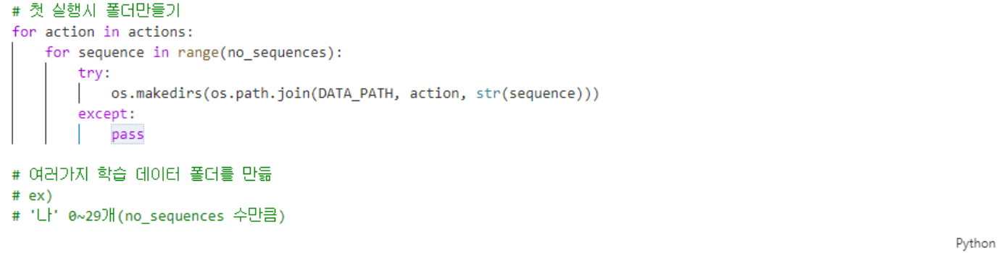 # 첫 실행시 폴더만들기
for action in actions:
    for sequence in range(no_sequences):
        try:
            os.makedirs(os.path.join(DATA_PATH, action, str(sequence)))
        except:
            pass
# 여러가지 학습 데이터 폴더를 만듦
# ex)
# '나' 0~29개(no_sequences 수만큼)
Python